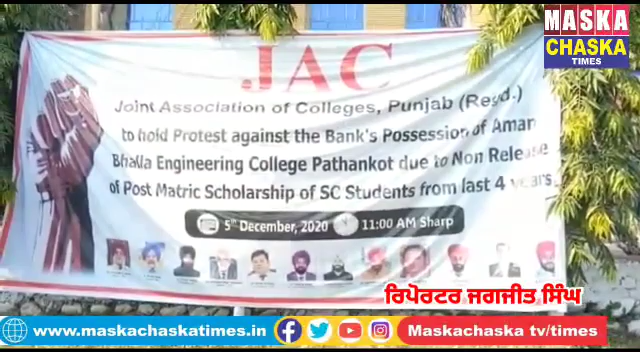 MASKA
CHASKA
TIMES
JAC
Joint Association of Colleges, Punjab (Regd.)
to hold Protest against the Bank's Possession of Aman
Bhalla Engineering College Pathankot due to Non Release
of Post Matric Scholarship of SC Students from last 4 years
5th December, 2020 11:00 AM Sharp
ਰਿਪੋਰਟਰ ਜਗਜੀਤ ਸਿੰਘ
www.maskachaskatimes.in Maskachaska tv/times